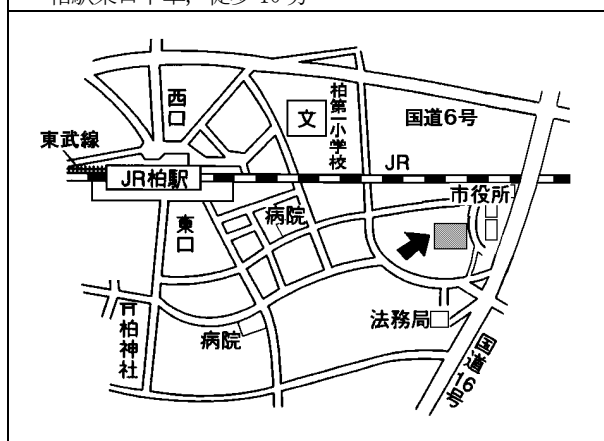 柏駅東口下車，徒歩 10 分
西口
文
柏第一小学校
国道6号
東武線
JR柏駅
JR
市役所
東口
病院
柏神社
病院
法務局
国道16号